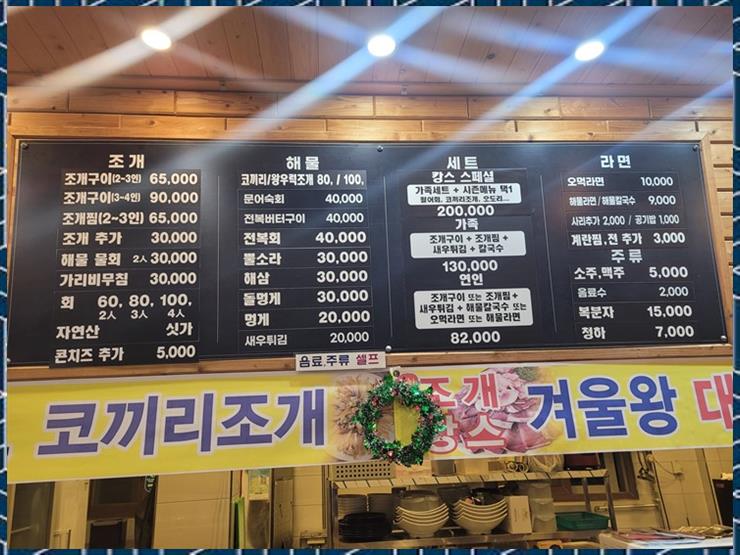 조개
조개구이(2~3인) 65,000
조개구이(3~4인) 90,000
조개찜(2~3인) 65,000
조개 추가 30,000
해물 물회 2人 30,000
가리비무침 30,000
회 60, 80, 100,
2人 3人 4人
자연산 싯가
콘치즈 추가 5,000
해물
코끼리/왕우럭조개 80, / 100,
문어숙회 40,000
전복버터구이 40,000
전복회 40,000
뿔소라 30,000
해삼 30,000
돌멍게 30,000
멍게 20,000
새우튀김 20,000
세트
캉스 스페셜
가족세트 + 시즌메뉴 택1
코끼리조개, 오도리...
200,000
가족
조개구이 + 조개찜 +
새우튀김 + 칼국수
130,000
연인
조개구이 또는 조개찜 +
새우튀김 + 해물칼국수 또는
오먹라면 또는 해물라면
82,000
라면
오먹라면 10,000
해물라면 / 해물칼국수 9,000
사리추가 2,000 / 공기밥 1,000
계란찜,전 추가 3,000
주류
소주,맥주 5,000
음료수 2,000
복분자 15,000
청하 7,000
음료,주류 셀프
코끼리조개 조개 캉스 겨울왕 대